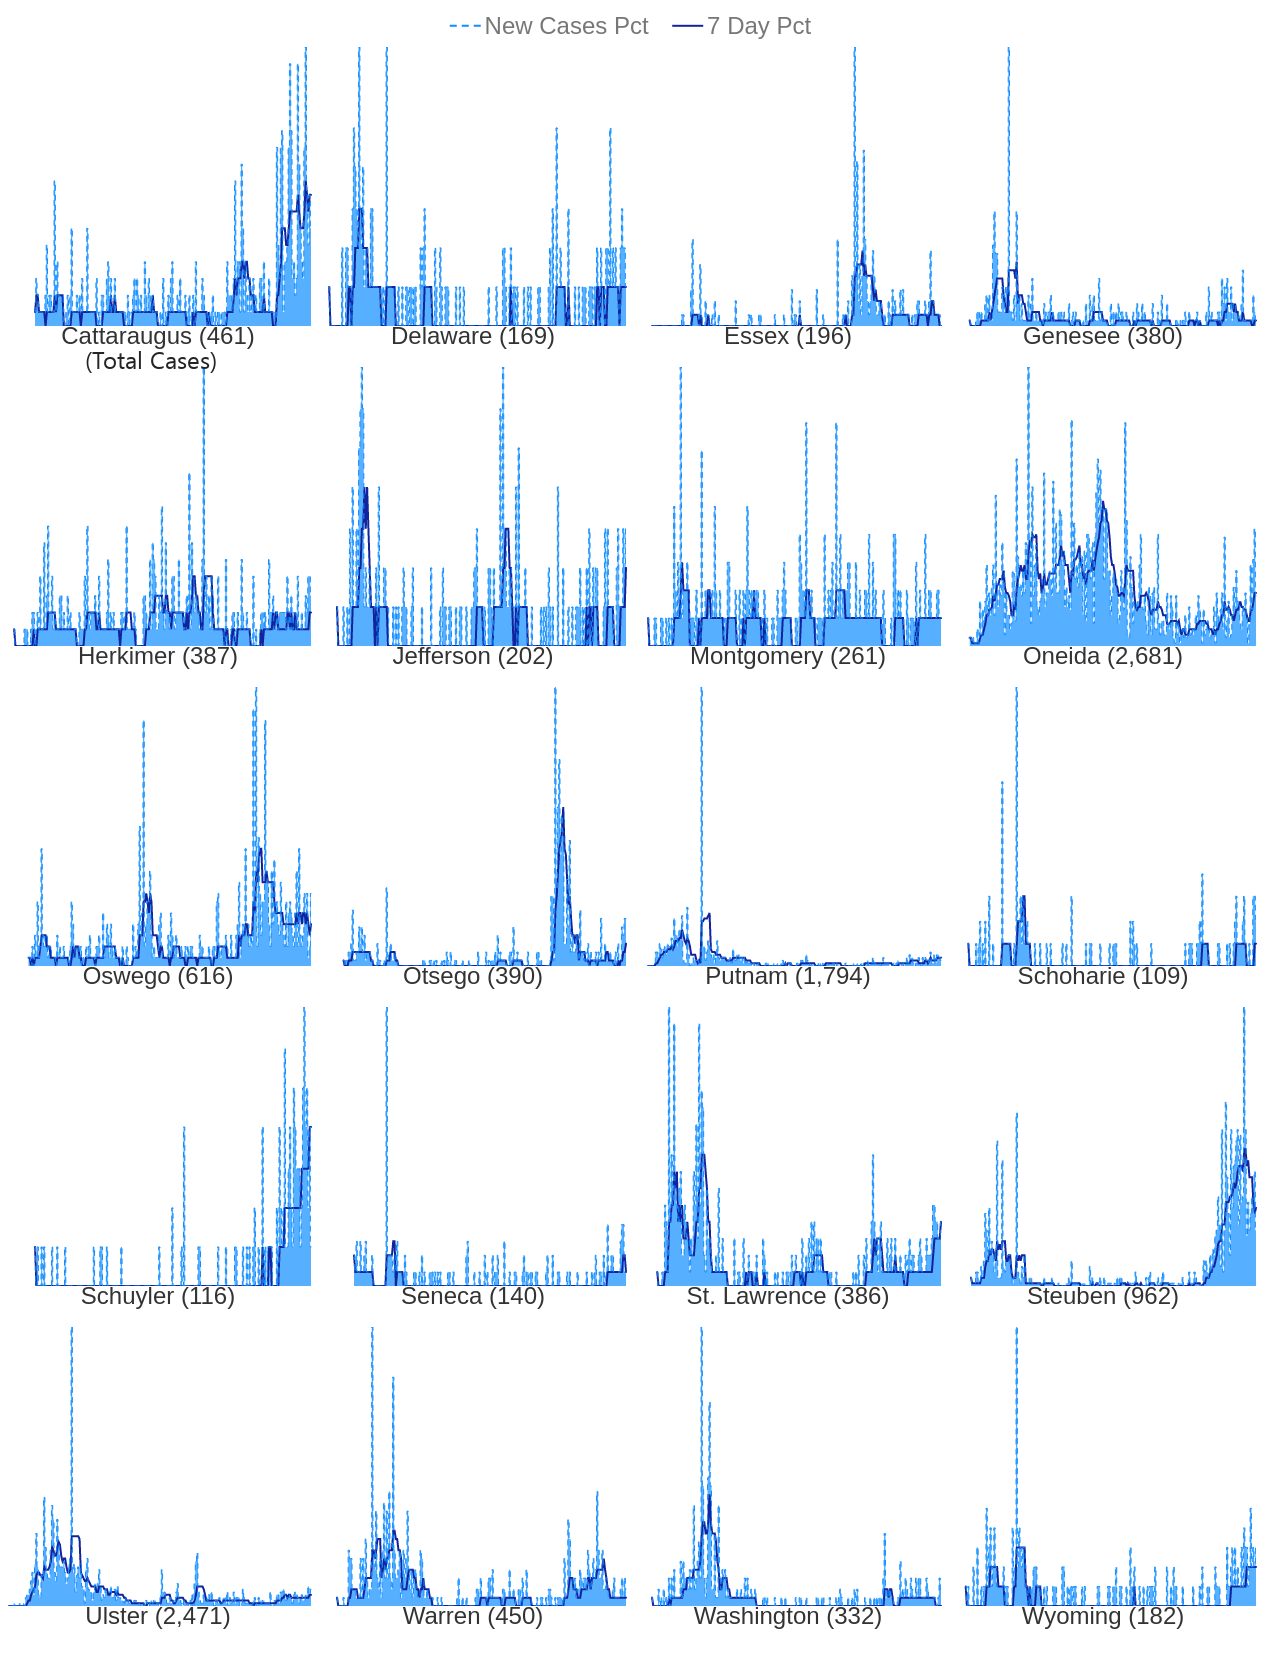 New Cases Pct 7 Day Pct
Cattaraugus (461) Delaware (169) Essex (196) Genesee (380)
(Total Cases)
Herkimer (387) Jefferson (202) Montgomery (261) Oneida (2,681)
Oswego (616) Otsego (390) Putnam (1,794) Schoharie (109)
Schuyler (116) Seneca (140) St. Lawrence (386) Steuben (962)
Ulster (2,471) Warren (450) Washington (332) Wyoming (182)